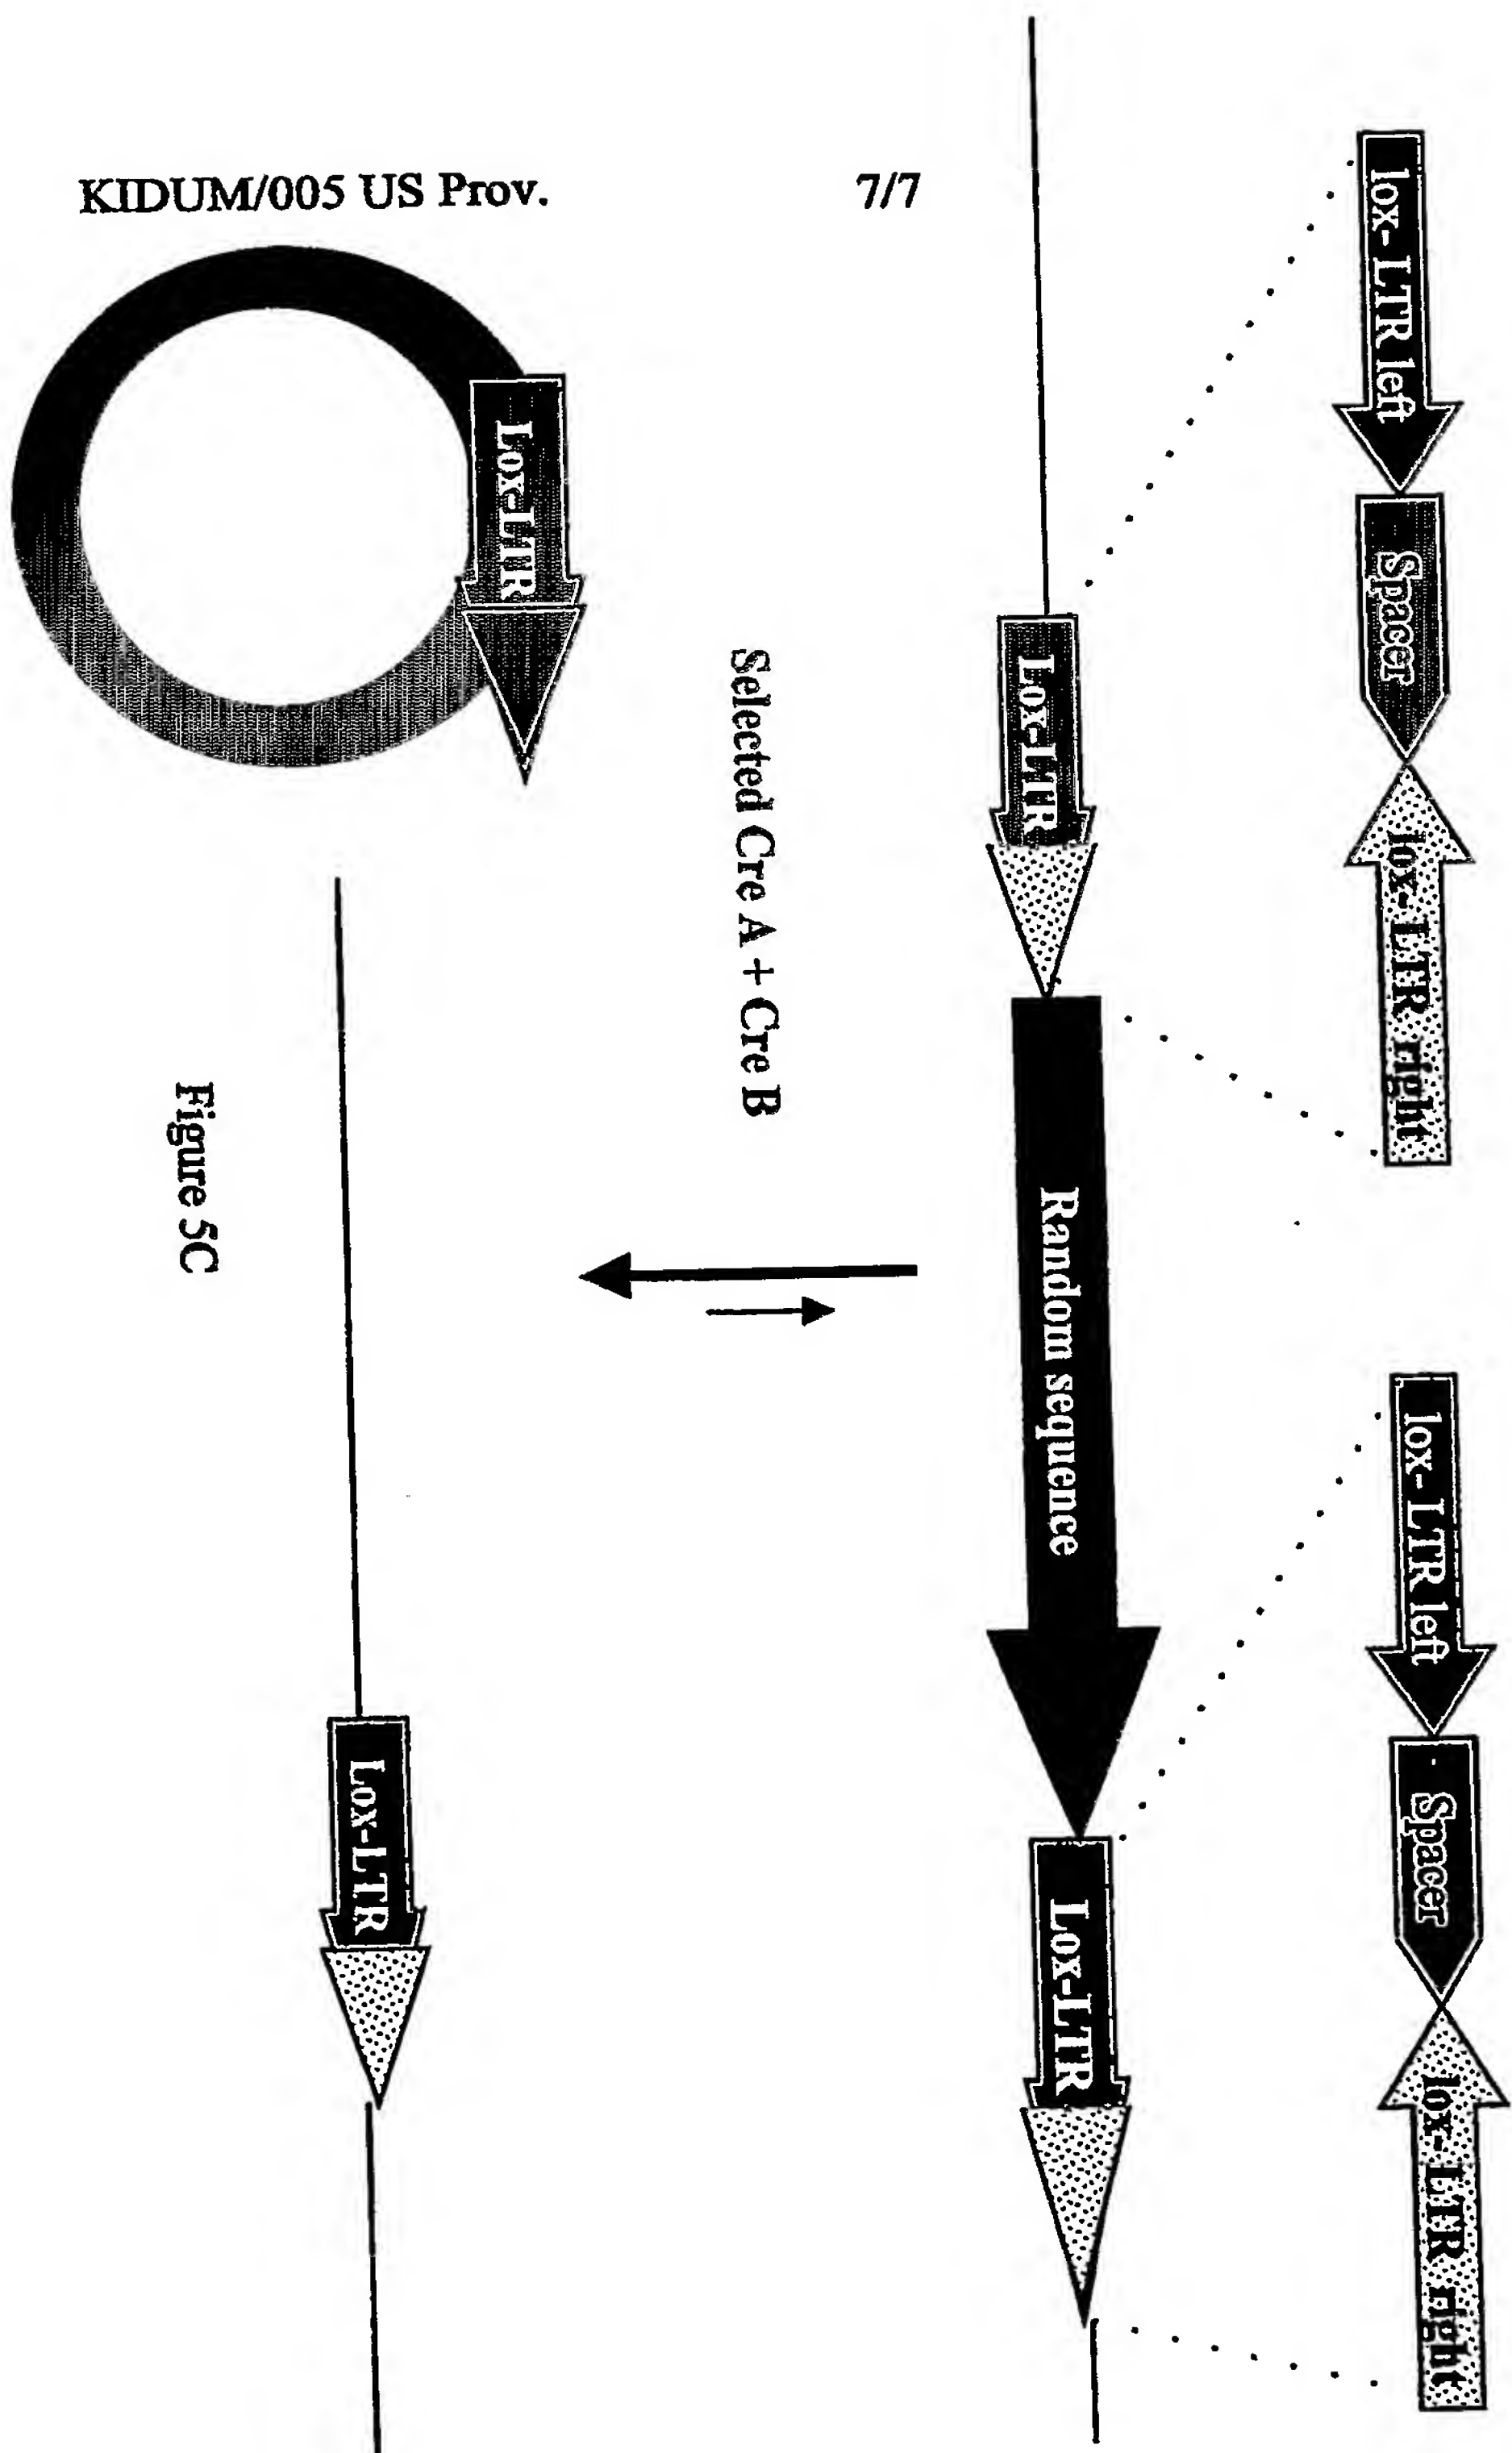 KIDUM/005 US Prov.
7/7
lox-LTR left
Spacer
lox-LTR right
lox-LTR left
Spacer
lox-LTR right
Lox-LTR
Random sequence
Lox-LTR
Selected Cre A + Cre B
Lox-LTR
Lox-LTR
Figure 5C